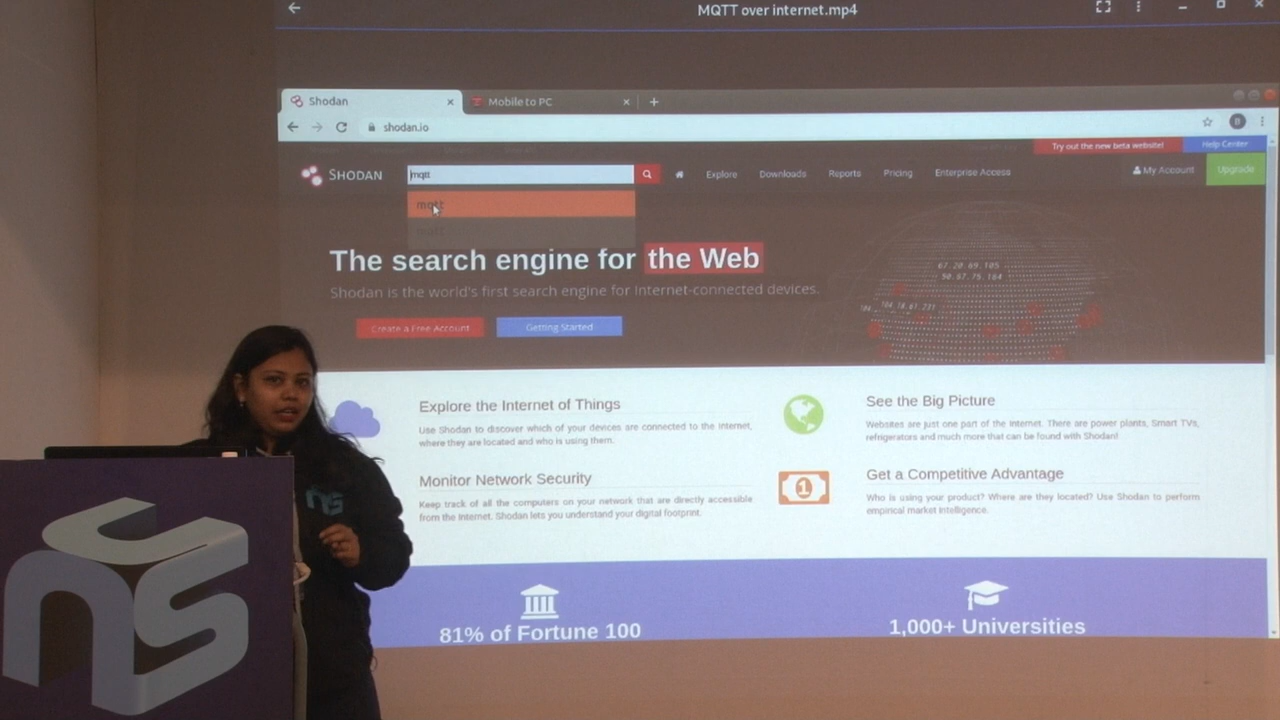 MQTT over internet.mp4
Shodan
Mobile to PC
shodan.io
Try out the new beta website!
Help Center
SHODAN
mqtt
Explore
Downloads
Reports
Pricing
Enterprise Access
My Account
Upgrade
mqtt
The search engine for the Web
Shodan is the world's first search engine for Internet-connected devices.
Create a Free Account
Getting Started
67.20.69.105
Explore the Internet of Things
Use Shodan to discover which of your devices are connected to the Internet,
where they are located and who is using them.
See the Big Picture
Websites are just one part of the Internet. There are power plants, Smart TVs,
refrigerators and much more that can be found with Shodan!
Monitor Network Security
Keep track of all the computers on your network that are directly accessible
from the Internet. Shodan lets you understand your digital footprint.
Get a Competitive Advantage
Who is using your product? Where are they located? Use Shodan to perform
empirical market intelligence.
81% of Fortune 100
1,000+ Universities
ns